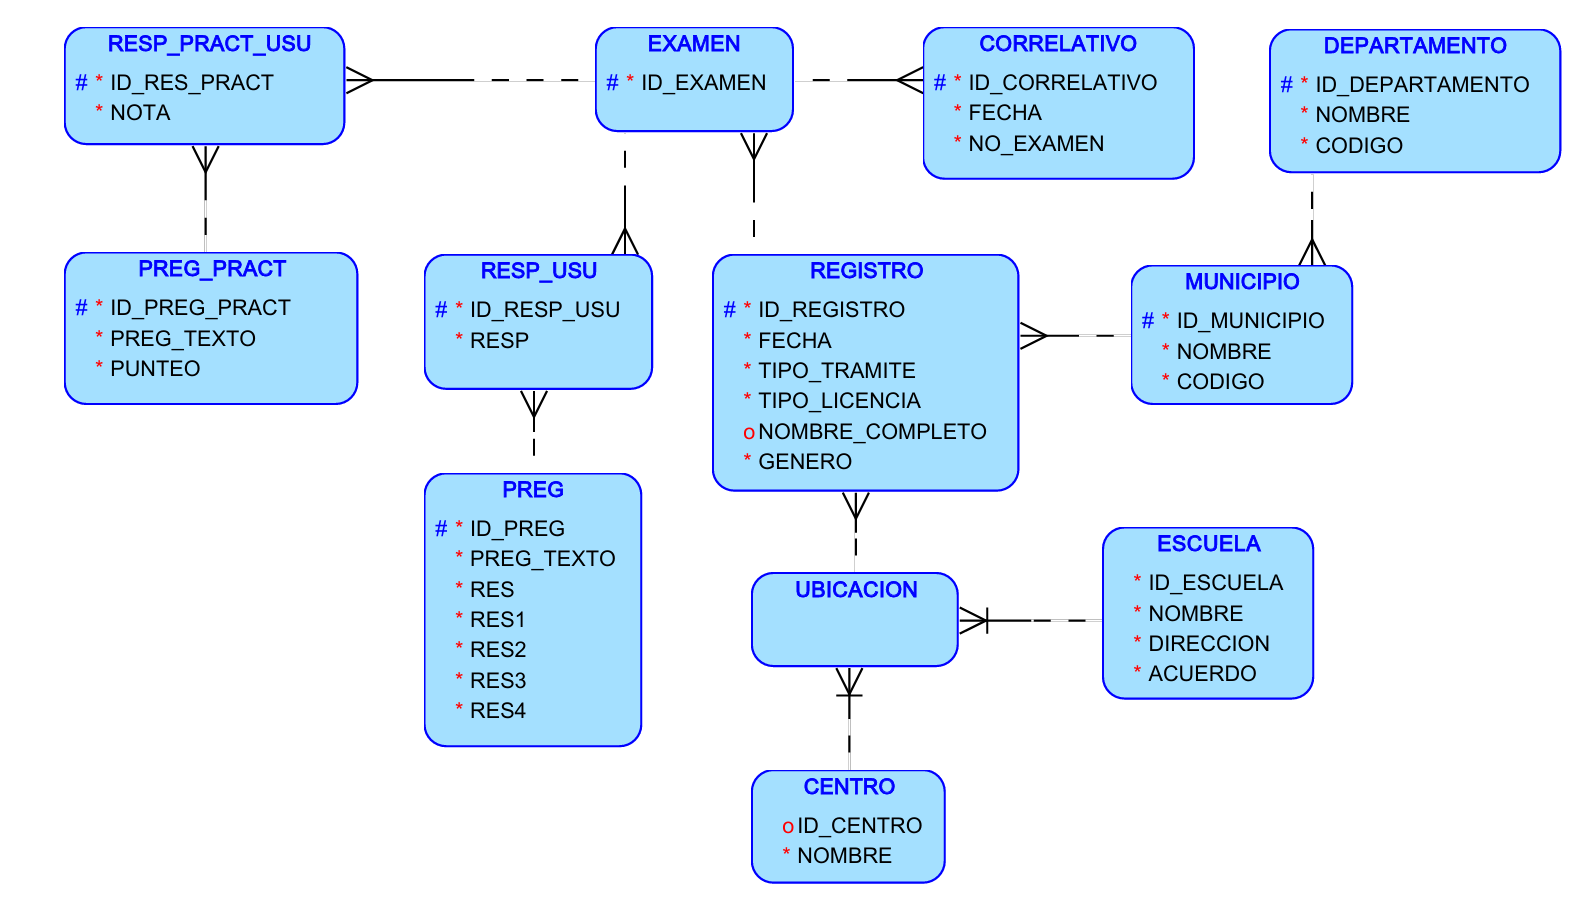 RESP_PRACT_USU
# * ID_RES_PRACT
* NOTA
EXAMEN
# * ID_EXAMEN
CORRELATIVO
# * ID_CORRELATIVO
* FECHA
* NO_EXAMEN
DEPARTAMENTO
# * ID_DEPARTAMENTO
* NOMBRE
* CODIGO
PREG_PRACT
# * ID_PREG_PRACT
* PREG_TEXTO
* PUNTEO
RESP_USU
# * ID_RESP_USU
* RESP
REGISTRO
# * ID_REGISTRO
* FECHA
* TIPO_TRAMITE
* TIPO_LICENCIA
o NOMBRE_COMPLETO
* GENERO
MUNICIPIO
# * ID_MUNICIPIO
* NOMBRE
* CODIGO
PREG
# * ID_PREG
* PREG_TEXTO
* RES
* RES1
* RES2
* RES3
* RES4
UBICACION
ESCUELA
* ID_ESCUELA
* NOMBRE
* DIRECCION
* ACUERDO
CENTRO
o ID_CENTRO
* NOMBRE